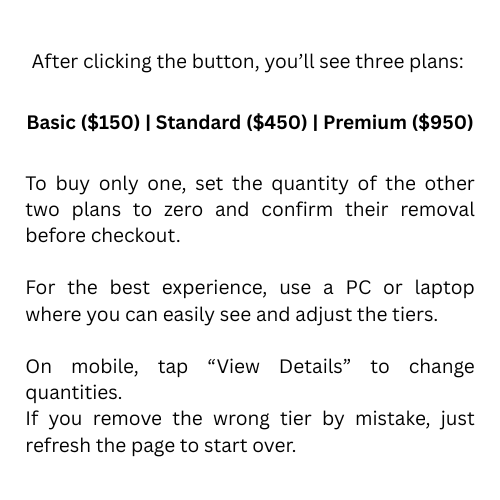 After clicking the button, you’ll see three plans:
Basic ($150) | Standard ($450) | Premium ($950)
To buy only one, set the quantity of the other
two plans to zero and confirm their removal
before checkout.
For the best experience, use a PC or laptop
where you can easily see and adjust the tiers.
On mobile, tap “View Details” to change
quantities.
If you remove the wrong tier by mistake, just
refresh the page to start over.